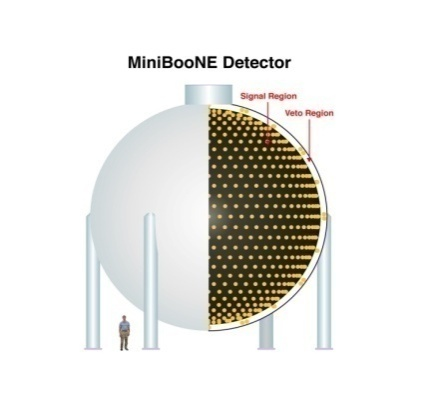 MiniBooNE Detector
Signal Region
Veto Region